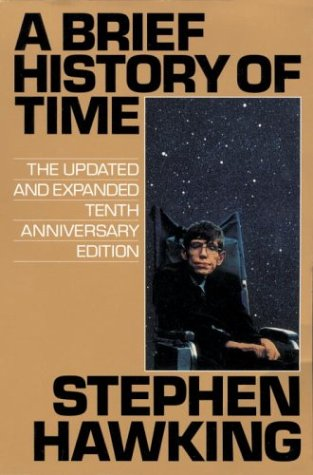 A BRIEF
HISTORY OF
TIME
THE UPDATED
AND EXPANDED
TENTH
ANNIVERSARY
EDITION
STEPHEN
HAWKING